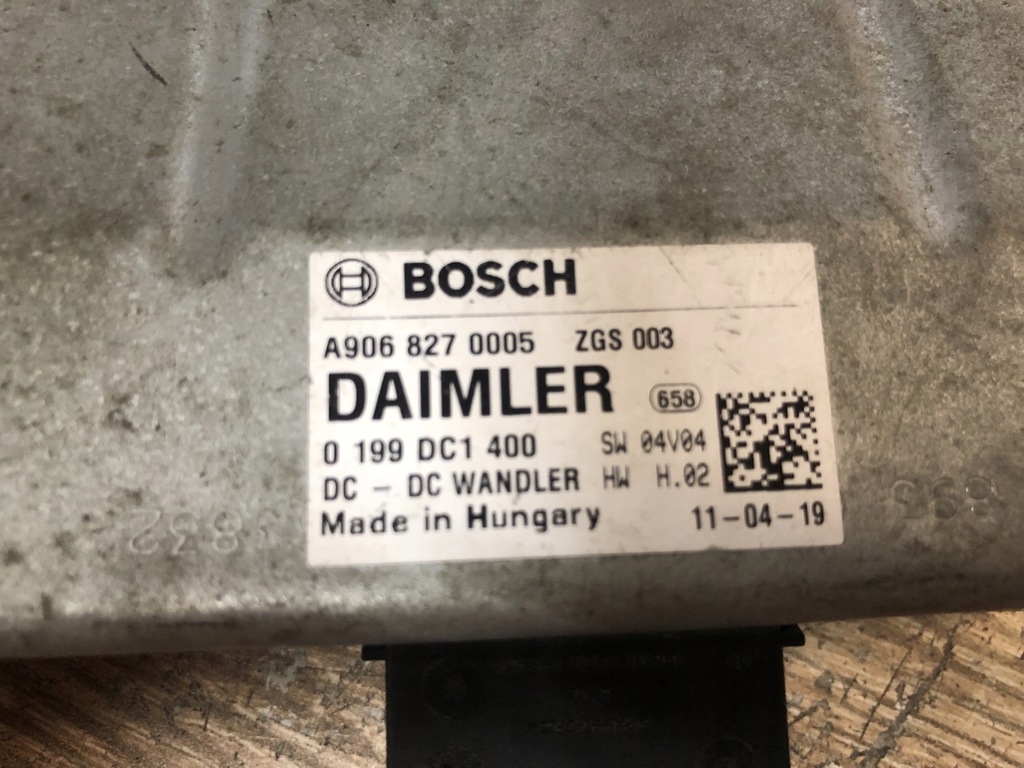 BOSCH
A906 827 0005 ZGS 003
DAIMLER 658
0 199 DC1 400 SW 04V04
DC - DC WANDLER HW H.02
Made in Hungary 11-04-19